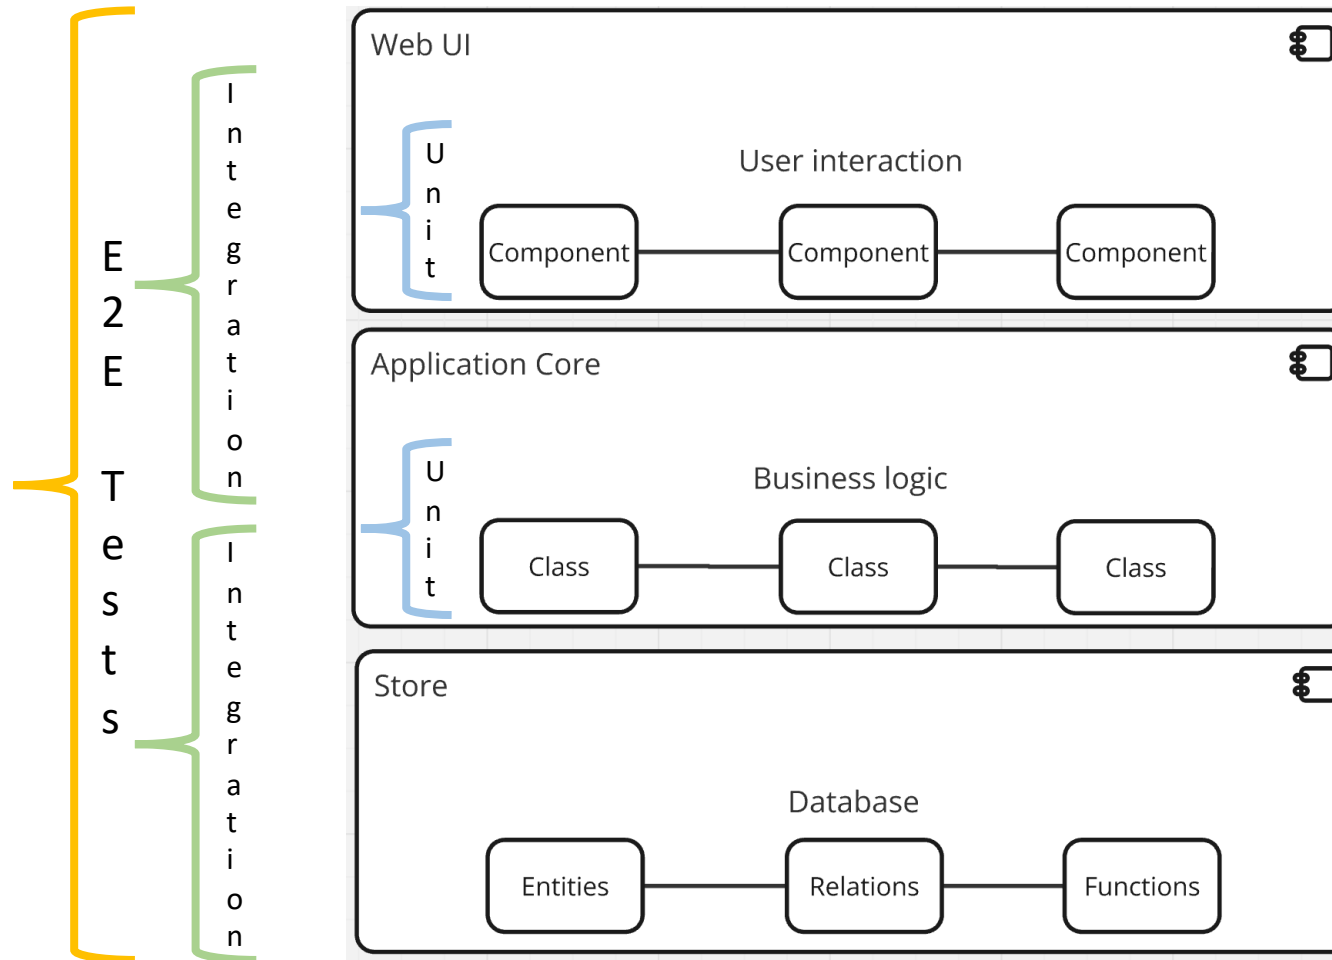 E2E Tests
Integration
Integration
Web UI
Unit
User interaction
Component
Component
Component
Application Core
Unit
Business logic
Class
Class
Class
Store
Database
Entities
Relations
Functions